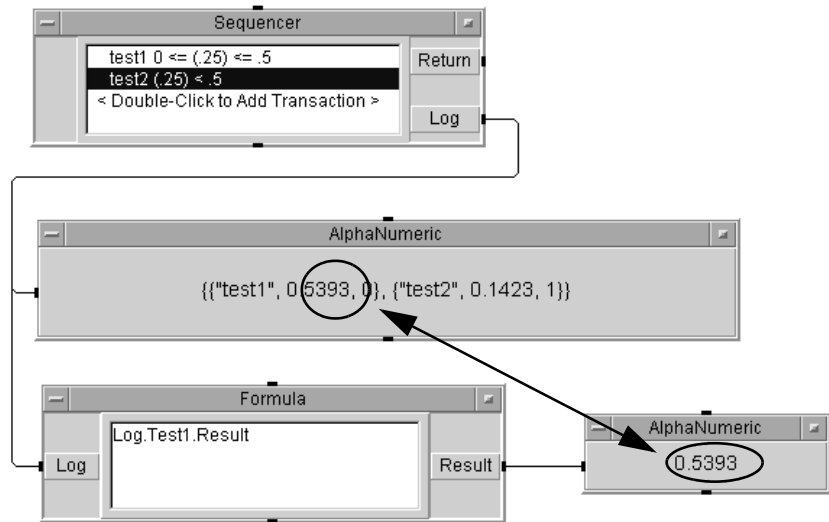 Sequencer
test1 0 <= (.25) <= .5
test2 (.25) < .5
< Double-Click to Add Transaction >
Return
Log
AlphaNumeric
{{"test1", 0.5393, 0}, {"test2", 0.1423, 1}}
Formula
Log
Log.Test1.Result
Result
AlphaNumeric
0.5393